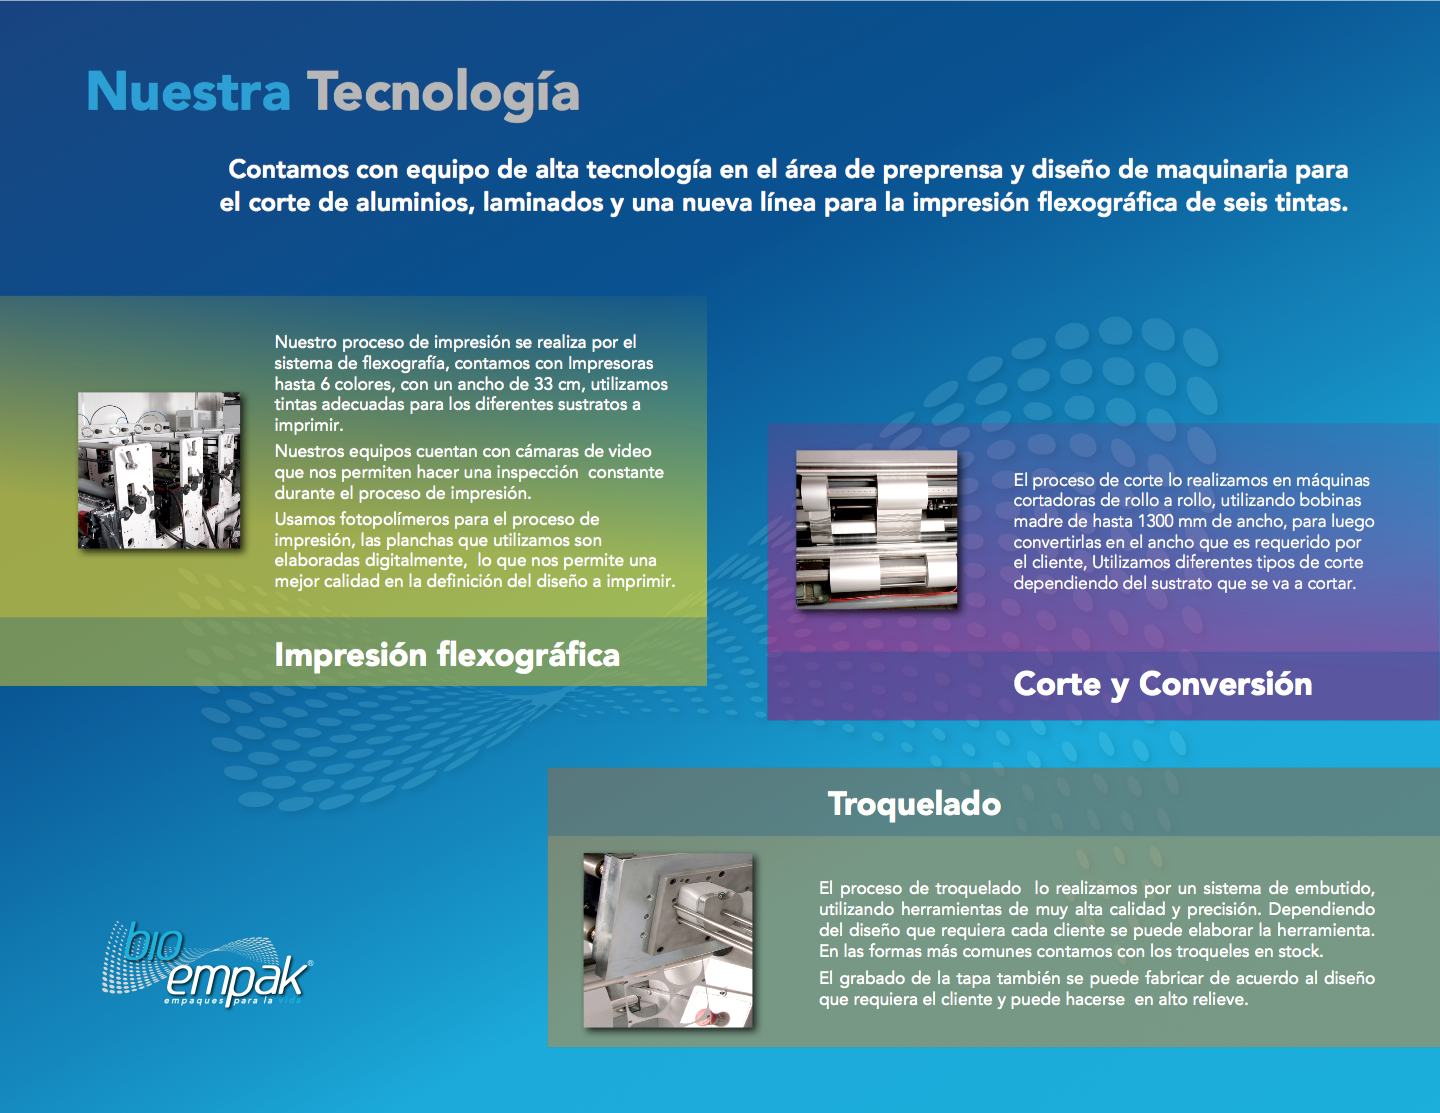 Nuestra Tecnología
Contamos con equipo de alta tecnología en el área de preprensa y diseño de maquinaria para
el corte de aluminios, laminados y una nueva línea para la impresión flexográfica de seis tintas.
Nuestro proceso de impresión se realiza por el
sistema de flexografía, contamos con Impresoras
hasta 6 colores, con un ancho de 33 cm, utilizamos
tintas adecuadas para los diferentes sustratos a
imprimir.
Nuestros equipos cuentan con cámaras de video
que nos permiten hacer una inspección constante
durante el proceso de impresión.
Usamos fotopolímeros para el proceso de
impresión, las planchas que utilizamos son
elaboradas digitalmente, lo que nos permite una
mejor calidad en la definición del diseño a imprimir.
Impresión flexográfica
El proceso de corte lo realizamos en máquinas
cortadoras de rollo a rollo, utilizando bobinas
madre de hasta 1300 mm de ancho, para luego
convertirlas en el ancho que es requerido por
el cliente, Utilizamos diferentes tipos de corte
dependiendo del sustrato que se va a cortar.
Corte y Conversión
Troquelado
El proceso de troquelado lo realizamos por un sistema de embutido,
utilizando herramientas de muy alta calidad y precisión. Dependiendo
del diseño que requiera cada cliente se puede elaborar la herramienta.
En las formas más comunes contamos con los troqueles en stock.
El grabado de la tapa también se puede fabricar de acuerdo al diseño
que requiera el cliente y puede hacerse en alto relieve.
bio
empak®
empaques para la vida